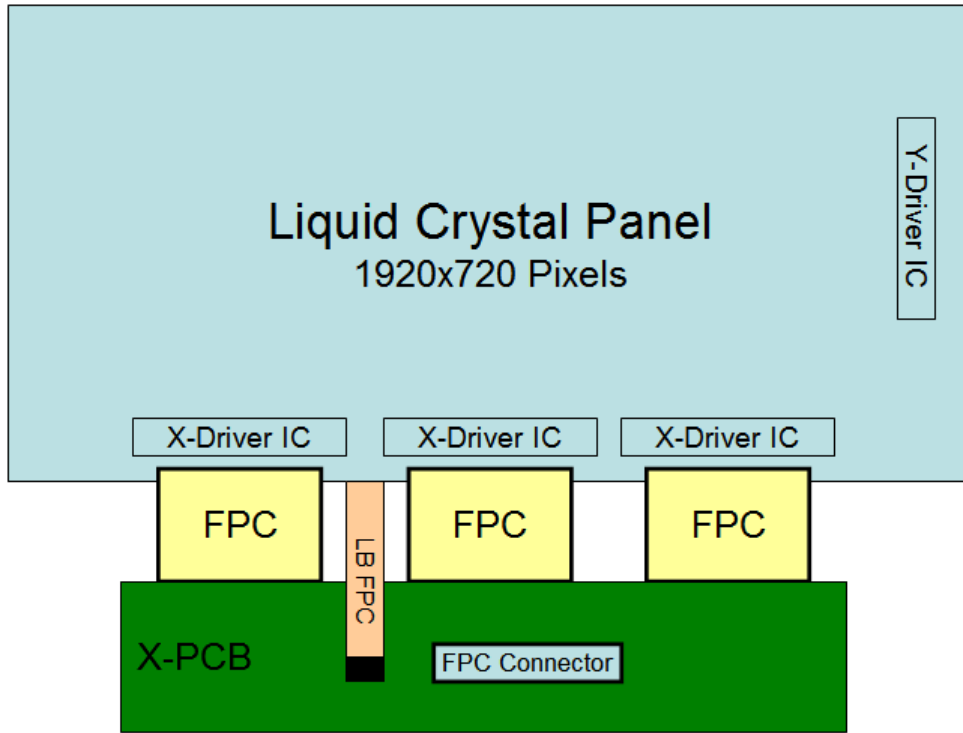 Liquid Crystal Panel
1920x720 Pixels
Y-Driver IC
X-Driver IC
X-Driver IC
X-Driver IC
FPC
FPC
FPC
LB FPC
X-PCB
FPC Connector